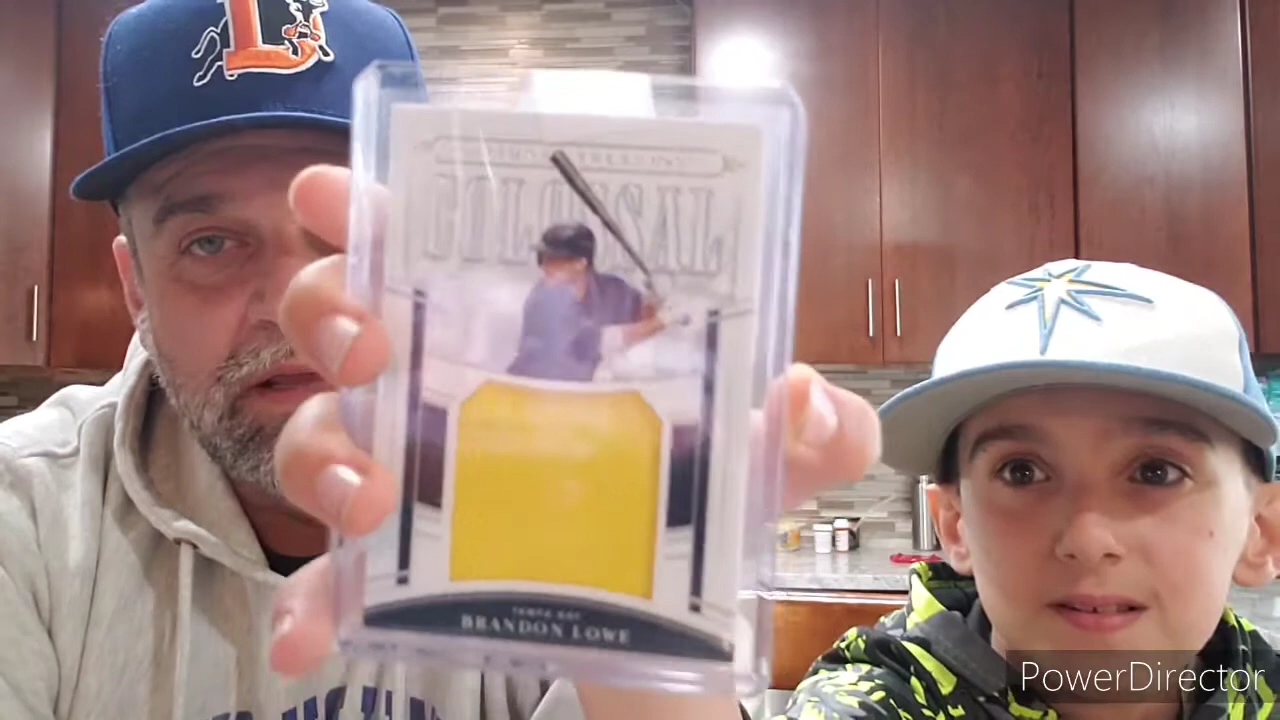 D
COLOSSAL
TAMPA BAY
BRANDON LOWE
PowerDirector